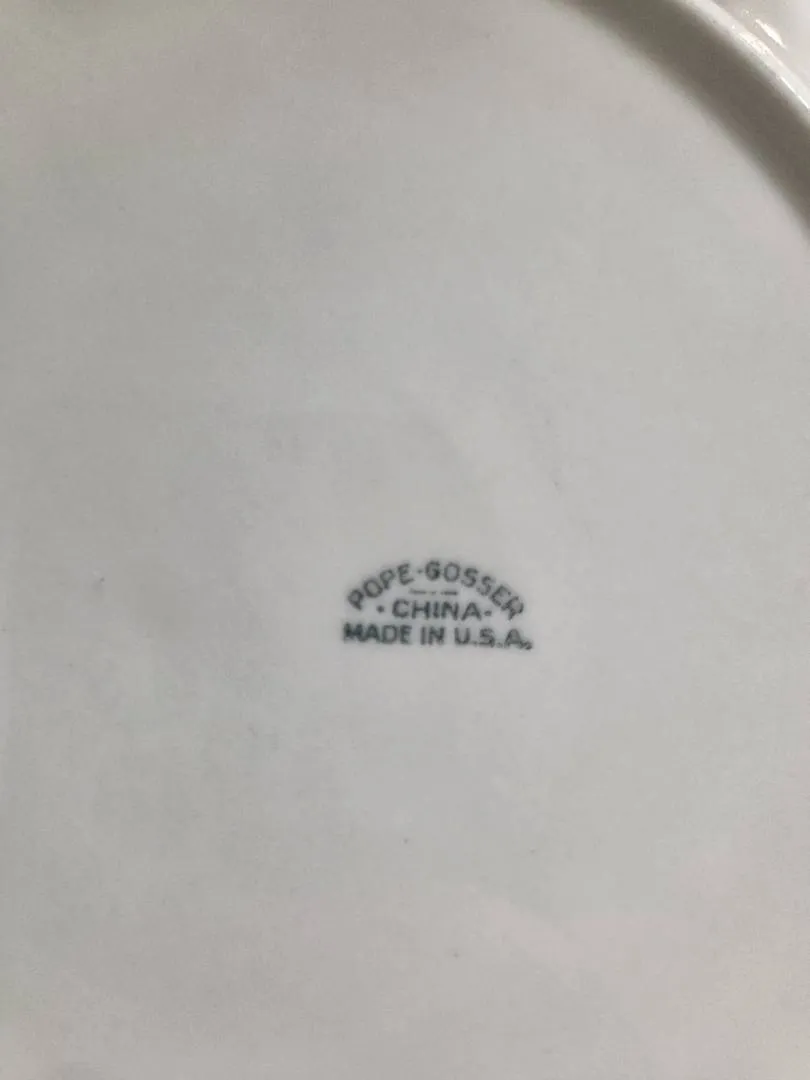 POPE-GOSSER
· CHINA ·
MADE IN U.S.A.